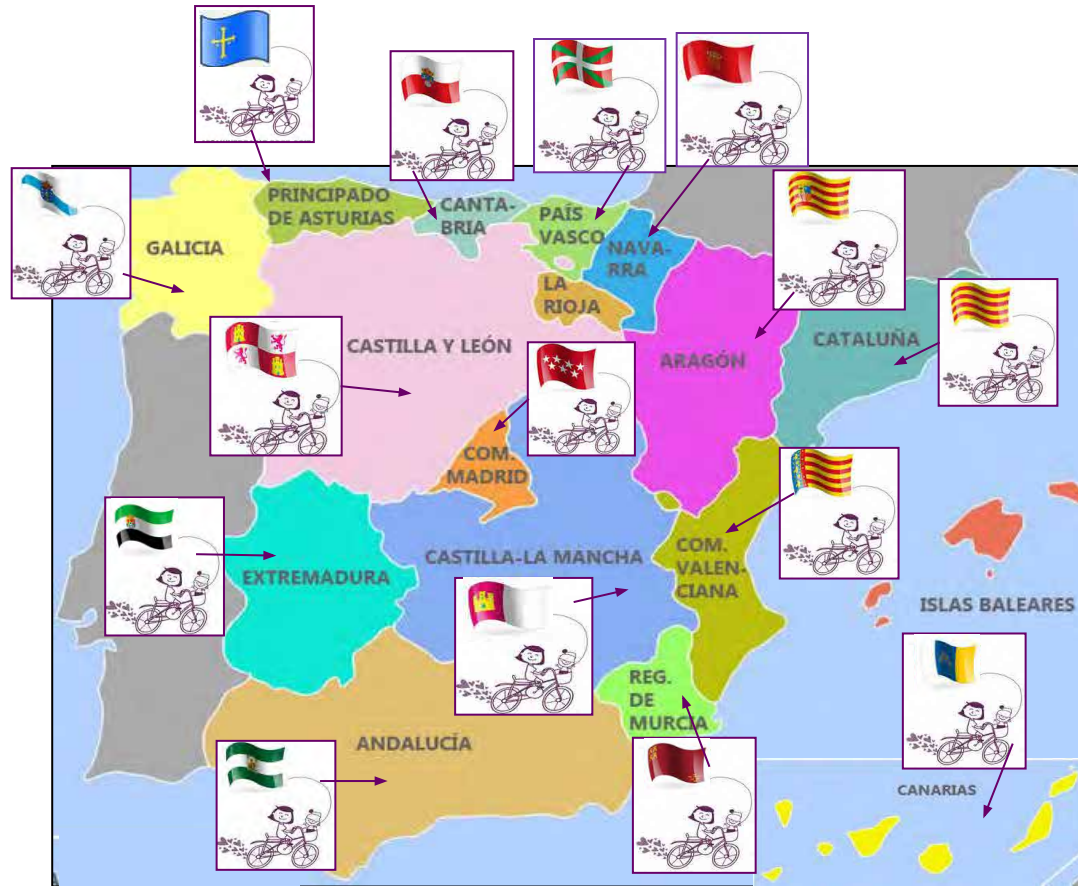 PRINCIPADO
DE ASTURIAS
CANTA-
BRIA
PAÍS
VASCO
NAVA-
RRA
GALICIA
LA
RIOJA
CASTILLA Y LEÓN
ARAGÓN
CATALUÑA
COM.
MADRID
CASTILLA-LA MANCHA
COM.
VALEN-
CIANA
EXTREMADURA
ISLAS BALEARES
REG.
DE
MURCIA
ANDALUCÍA
CANARIAS